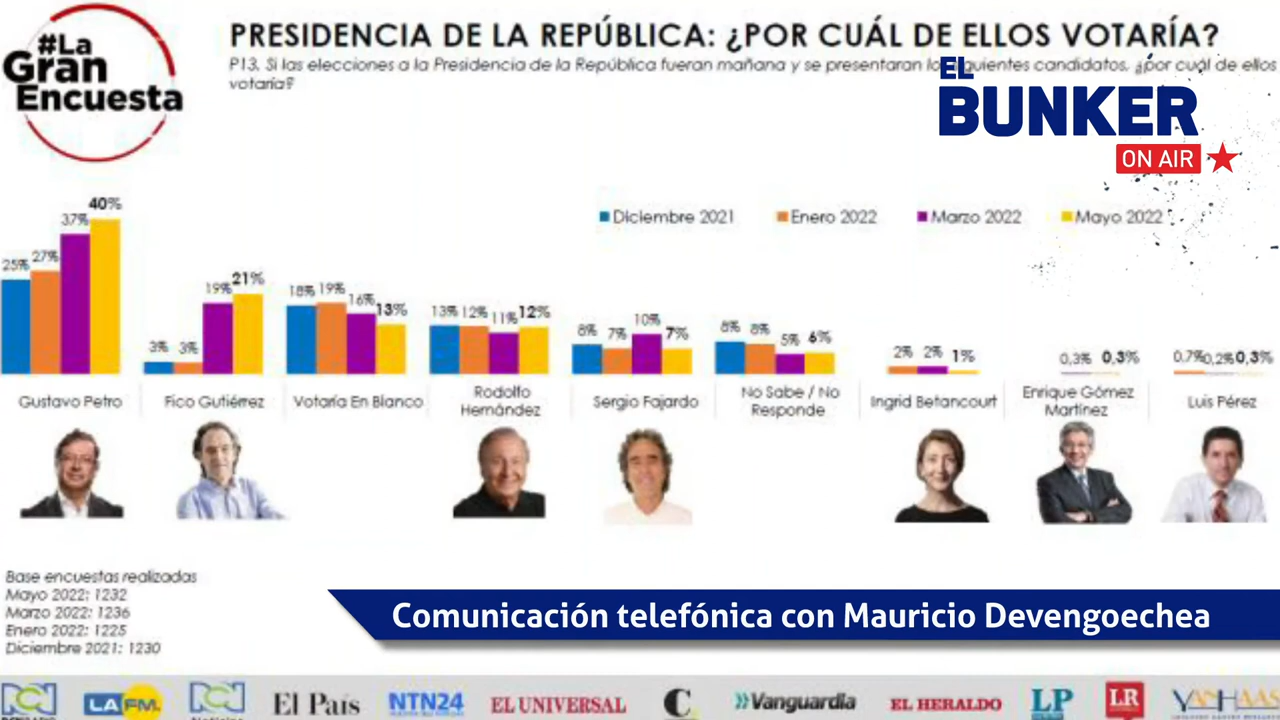 #La
Gran
Encuesta
PRESIDENCIA DE LA REPÚBLICA: ¿POR CUÁL DE ELLOS VOTARÍA?
P13. Si las elecciones a la Presidencia de la República fueran mañana y se presentaran los siguientes candidatos, ¿por cuál de ellos
votaría?
EL
BUNKER
ON AIR
Diciembre 2021 Enero 2022 Marzo 2022 Mayo 2022
25% 27% 37% 40%
3% 3% 19% 21%
18% 19% 16% 13%
13% 12% 11% 12%
8% 7% 10% 7%
8% 8% 5% 6%
2% 2% 1%
0,3% 0,3%
0.7% 0,2% 0,3%
Gustavo Petro
Fico Gutiérrez
Votaría En Blanco
Rodolfo
Hernández
Sergio Fajardo
No Sabe / No
Responde
Ingrid Betancourt
Enrique Gómez
Martínez
Luis Pérez
Base encuestas realizadas
Mayo 2022: 1232
Marzo 2022: 1236
Enero 2022: 1225
Diciembre 2021: 1230
Comunicación telefónica con Mauricio Devengoechea
LA FM.
El País
NTN24
EL UNIVERSAL
C
Vanguardia
EL HERALDO
LP
LR
YANHAAS